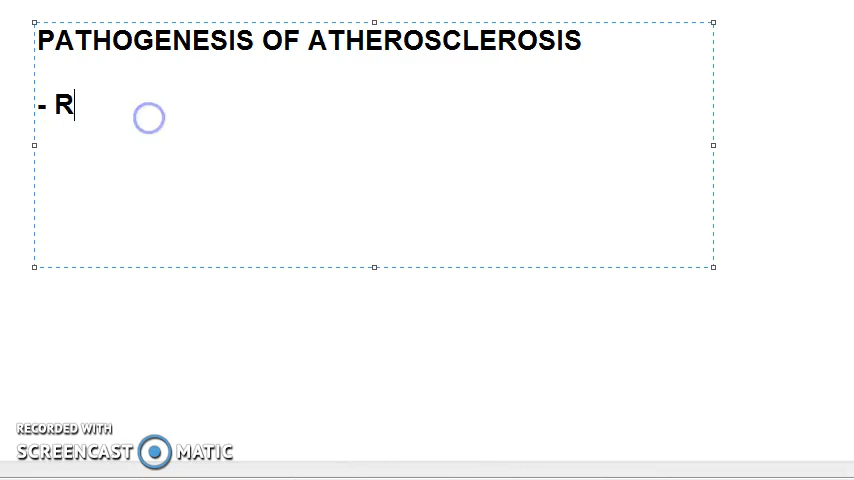 PATHOGENESIS OF ATHEROSCLEROSIS
- R
RECORDED WITH
SCREENCAST MATIC